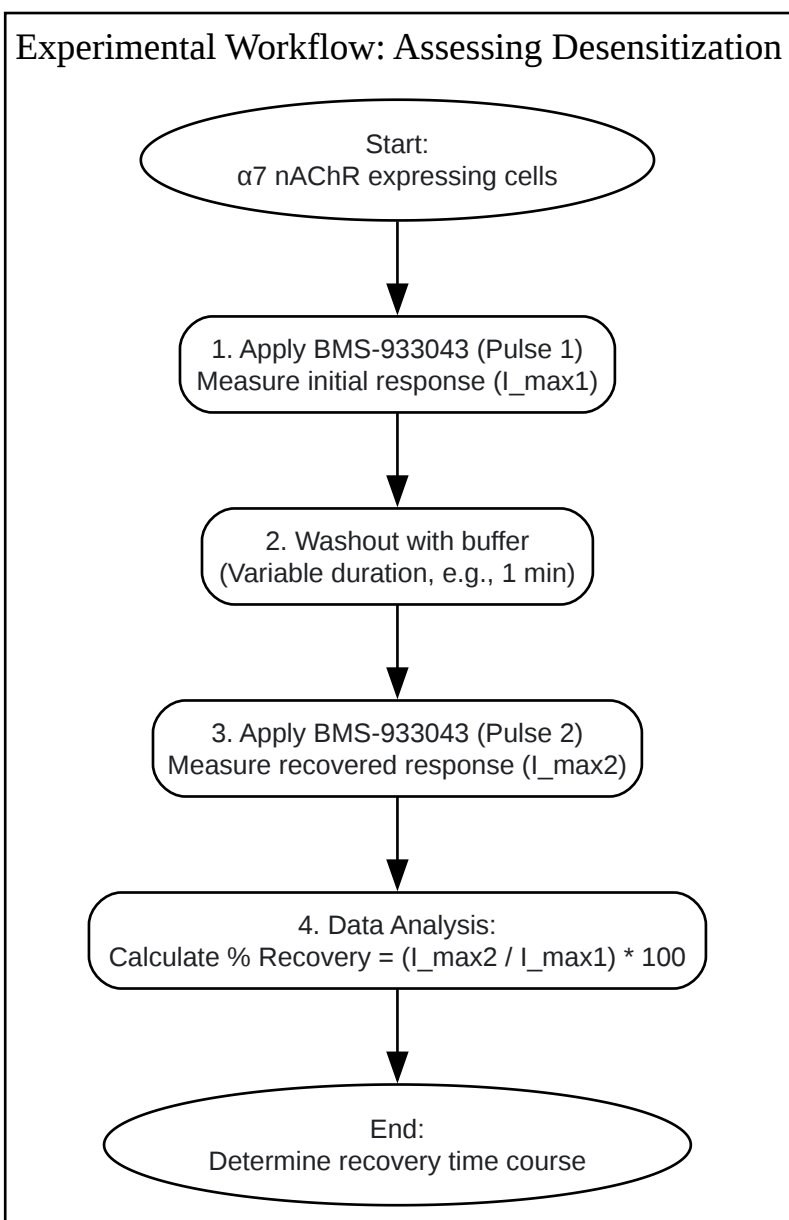 Experimental Workflow: Assessing Desensitization
Start:
α7 nAChR expressing cells
1. Apply BMS-933043 (Pulse 1)
Measure initial response (I_max1)
2. Washout with buffer
(Variable duration, e.g., 1 min)
3. Apply BMS-933043 (Pulse 2)
Measure recovered response (I_max2)
4. Data Analysis:
Calculate % Recovery = (I_max2 / I_max1) * 100
End:
Determine recovery time course